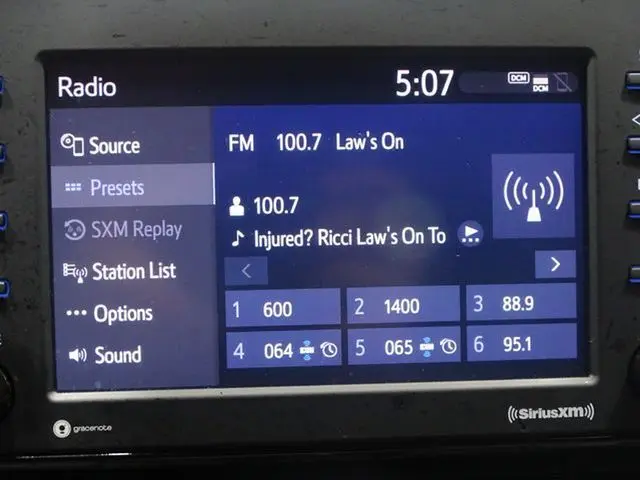 Radio
5:07
DCM
DCM
Source
Presets
SXM Replay
Station List
Options
Sound
FM 100.7 Law's On
100.7
Injured? Ricci Law's On To
1 600
2 1400
3 88.9
4 064
5 065
6 95.1
gracenote
((SiriusXM))